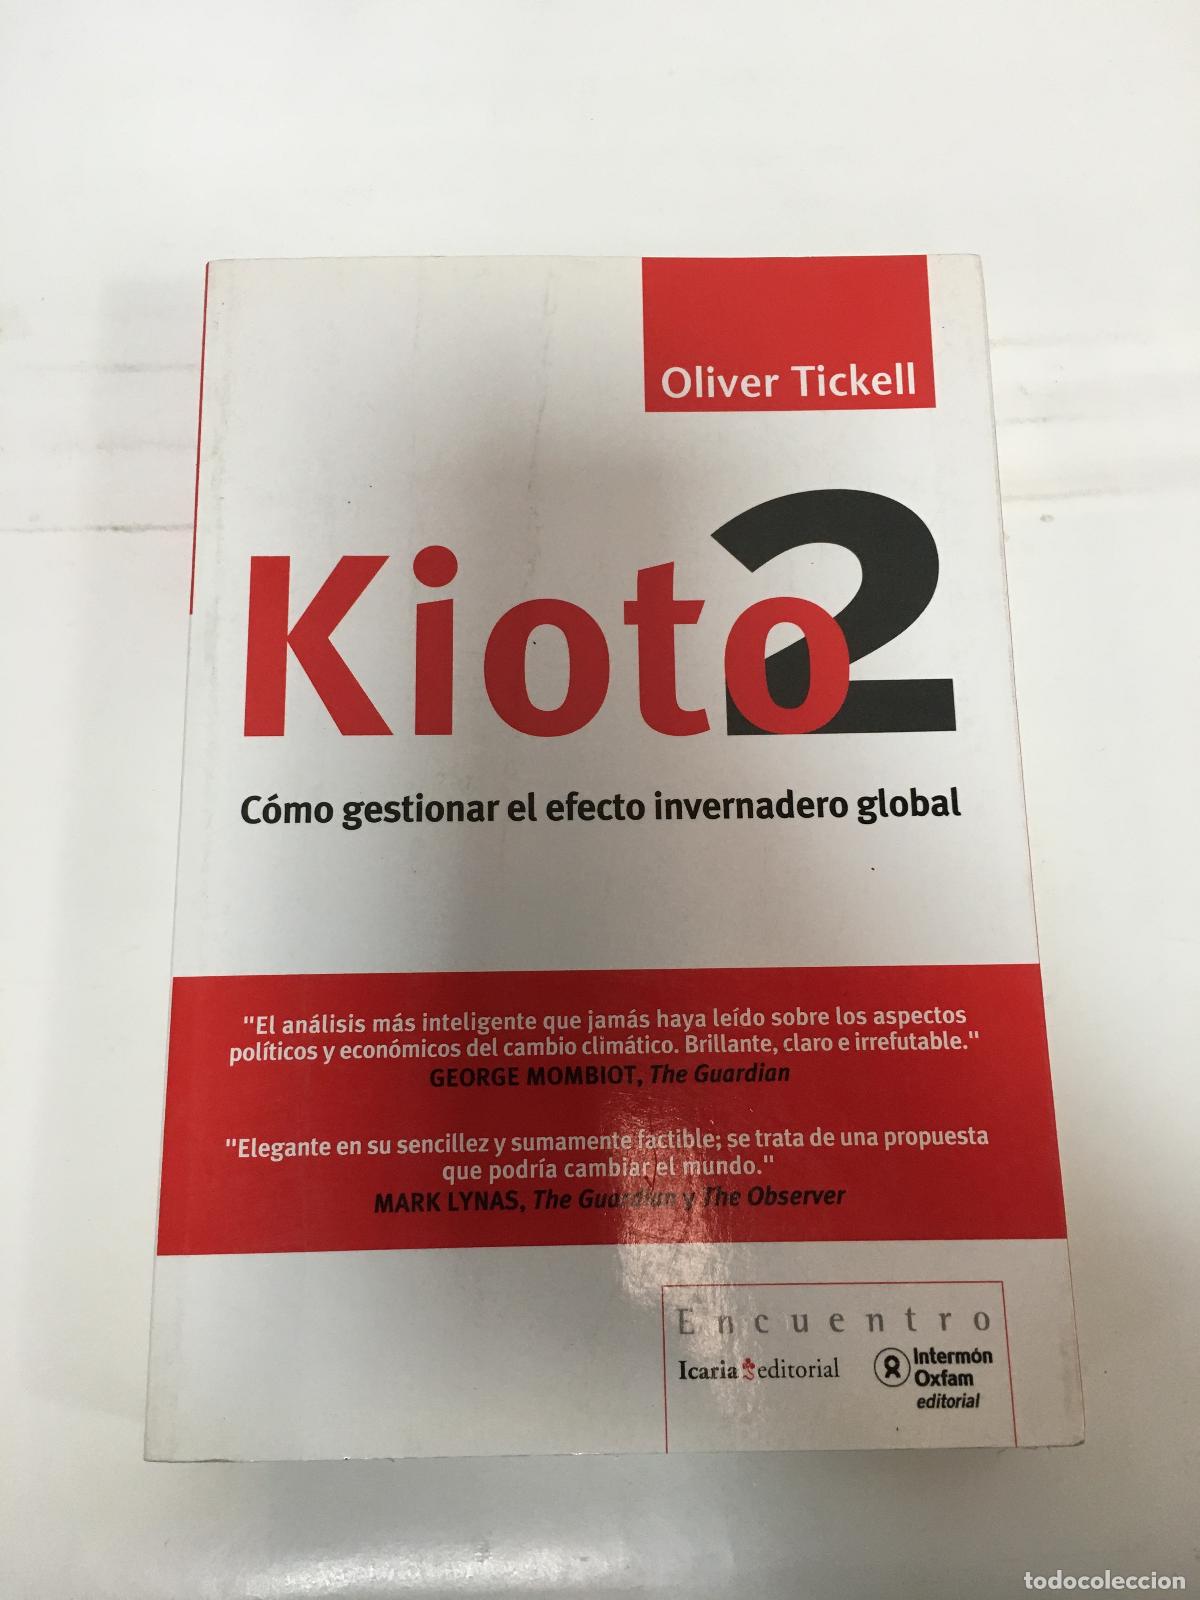 Oliver Tickell
Kioto2
Cómo gestionar el efecto invernadero global
"El análisis más inteligente que jamás haya leído sobre los aspectos
políticos y económicos del cambio climático. Brillante, claro e irrefutable."
GEORGE MOMBIOT, The Guardian
"Elegante en su sencillez y sumamente factible; se trata de una propuesta
que podría cambiar el mundo."
MARK LYNAS, The Guardian y The Observer
Encuentro
Icaria editorial
Intermón
Oxfam
editorial
todocoleccion